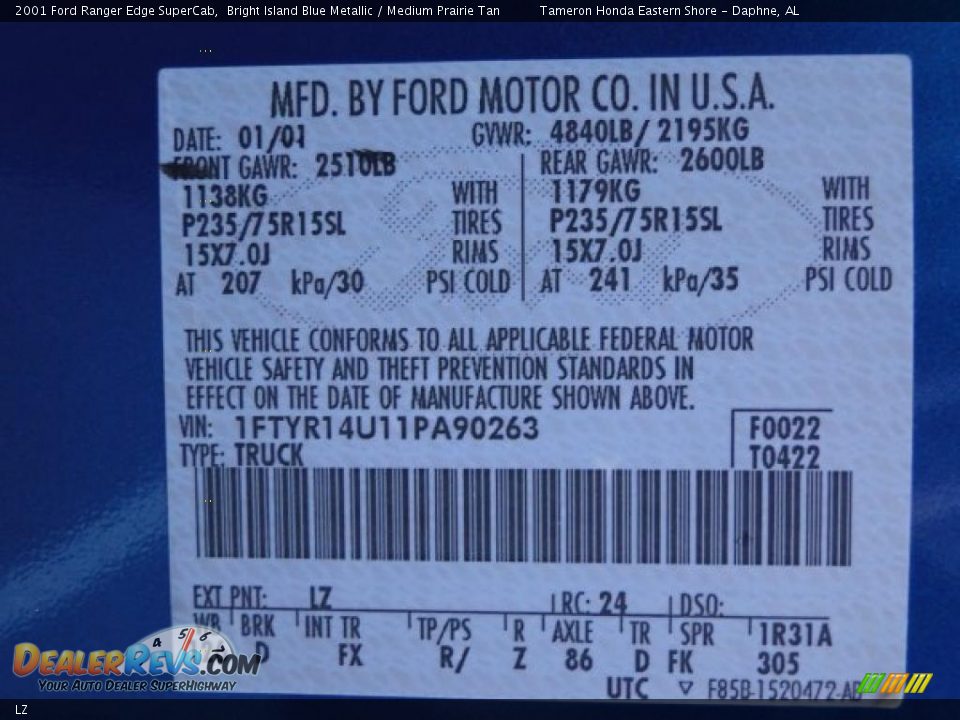 2001 Ford Ranger Edge SuperCab, Bright Island Blue Metallic / Medium Prairie Tan Tameron Honda Eastern Shore - Daphne, AL
MFD. BY FORD MOTOR CO. IN U.S.A.
DATE: 01/01 GVWR: 4840LB/ 2195KG
FRONT GAWR: 2510LB REAR GAWR: 2600LB
1138KG WITH 1179KG WITH
P235/75R15SL TIRES P235/75R15SL TIRES
15X7.0J RIMS 15X7.0J RIMS
AT 207 kPa/30 PSI COLD AT 241 kPa/35 PSI COLD
THIS VEHICLE CONFORMS TO ALL APPLICABLE FEDERAL MOTOR
VEHICLE SAFETY AND THEFT PREVENTION STANDARDS IN
EFFECT ON THE DATE OF MANUFACTURE SHOWN ABOVE.
VIN: 1FTYR14U11PA90263 F0022
TYPE: TRUCK T0422
EXT PNT: LZ RC: 24 DSO:
WB BRK INT TR TP/PS R AXLE TR SPR 1R31A
D FX R/ Z 86 D FK 305
UTC F85B-1520472-AB
4 5 6 7
DEALERREVS.COM
YOUR AUTO DEALER SUPERHIGHWAY
LZ